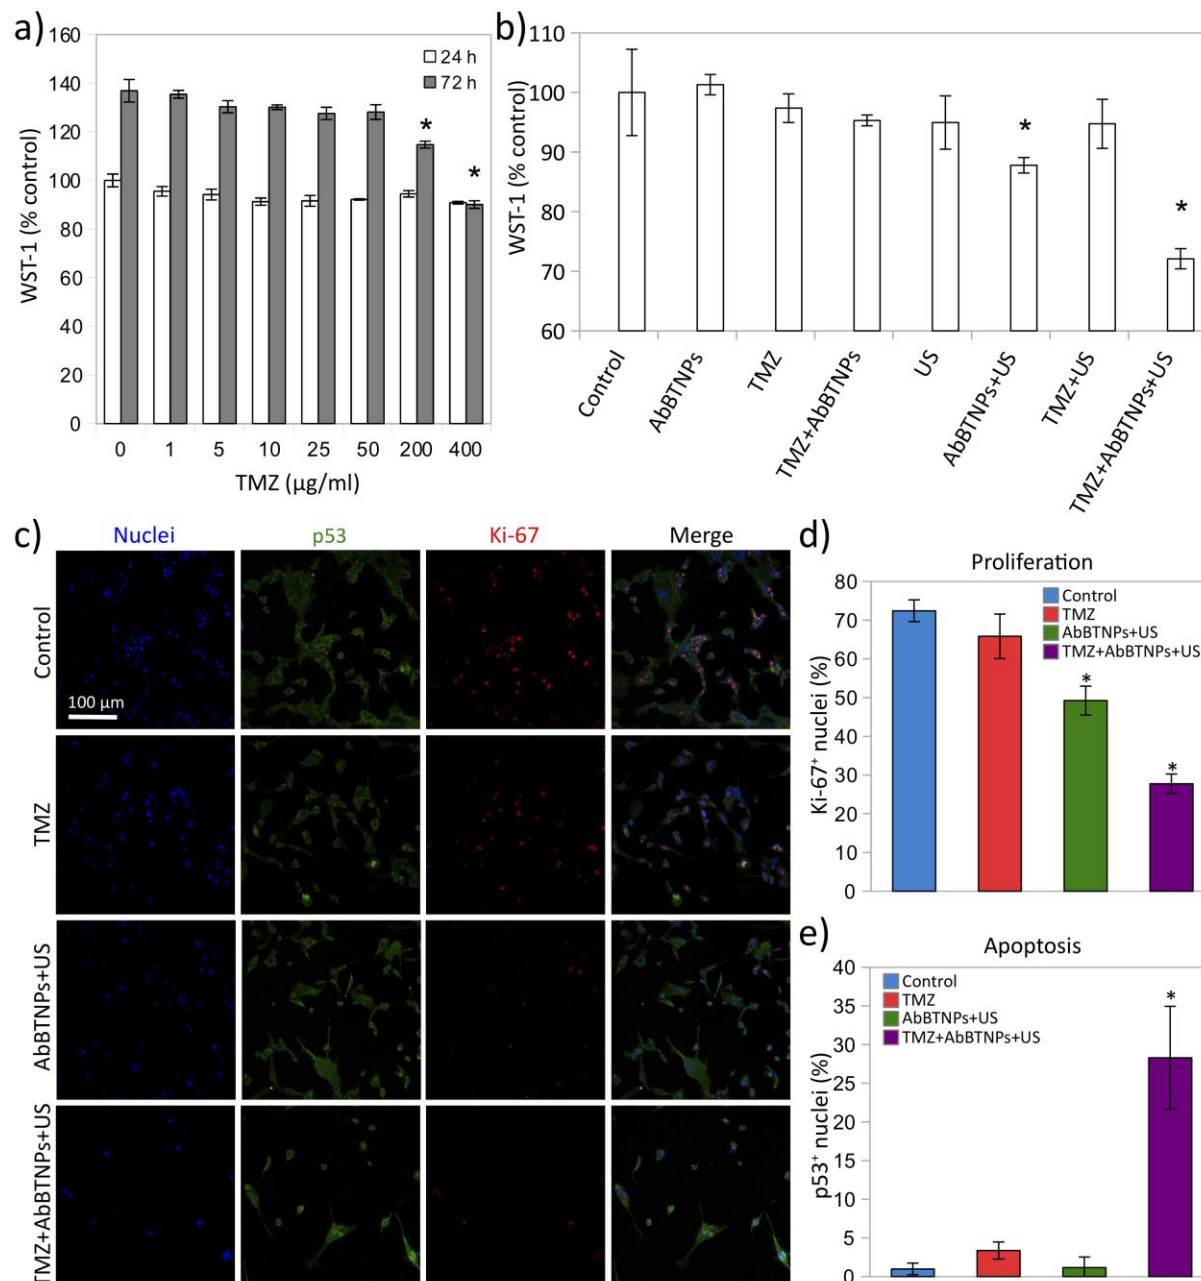 a)
160
140
120
100
80
60
40
20
0
WST-1 (% control)
24 h
72 h
*
*
0 1 5 10 25 50 200 400
TMZ (µg/ml)
b)
110
100
90
80
70
60
WST-1 (% control)
*
*
Control
AbBTNPs
TMZ
TMZ+AbBTNPs
US
AbBTNPs+US
TMZ+US
TMZ+AbBTNPs+US
c)
Nuclei
p53
Ki-67
Merge
Control
100 µm
TMZ
AbBTNPs+US
TMZ+AbBTNPs+US
d)
Proliferation
80
70
60
50
40
30
20
10
0
Ki-67⁺ nuclei (%)
Control
TMZ
AbBTNPs+US
TMZ+AbBTNPs+US
*
*
e)
Apoptosis
40
35
30
25
20
15
10
5
0
p53⁺ nuclei (%)
Control
TMZ
AbBTNPs+US
TMZ+AbBTNPs+US
*